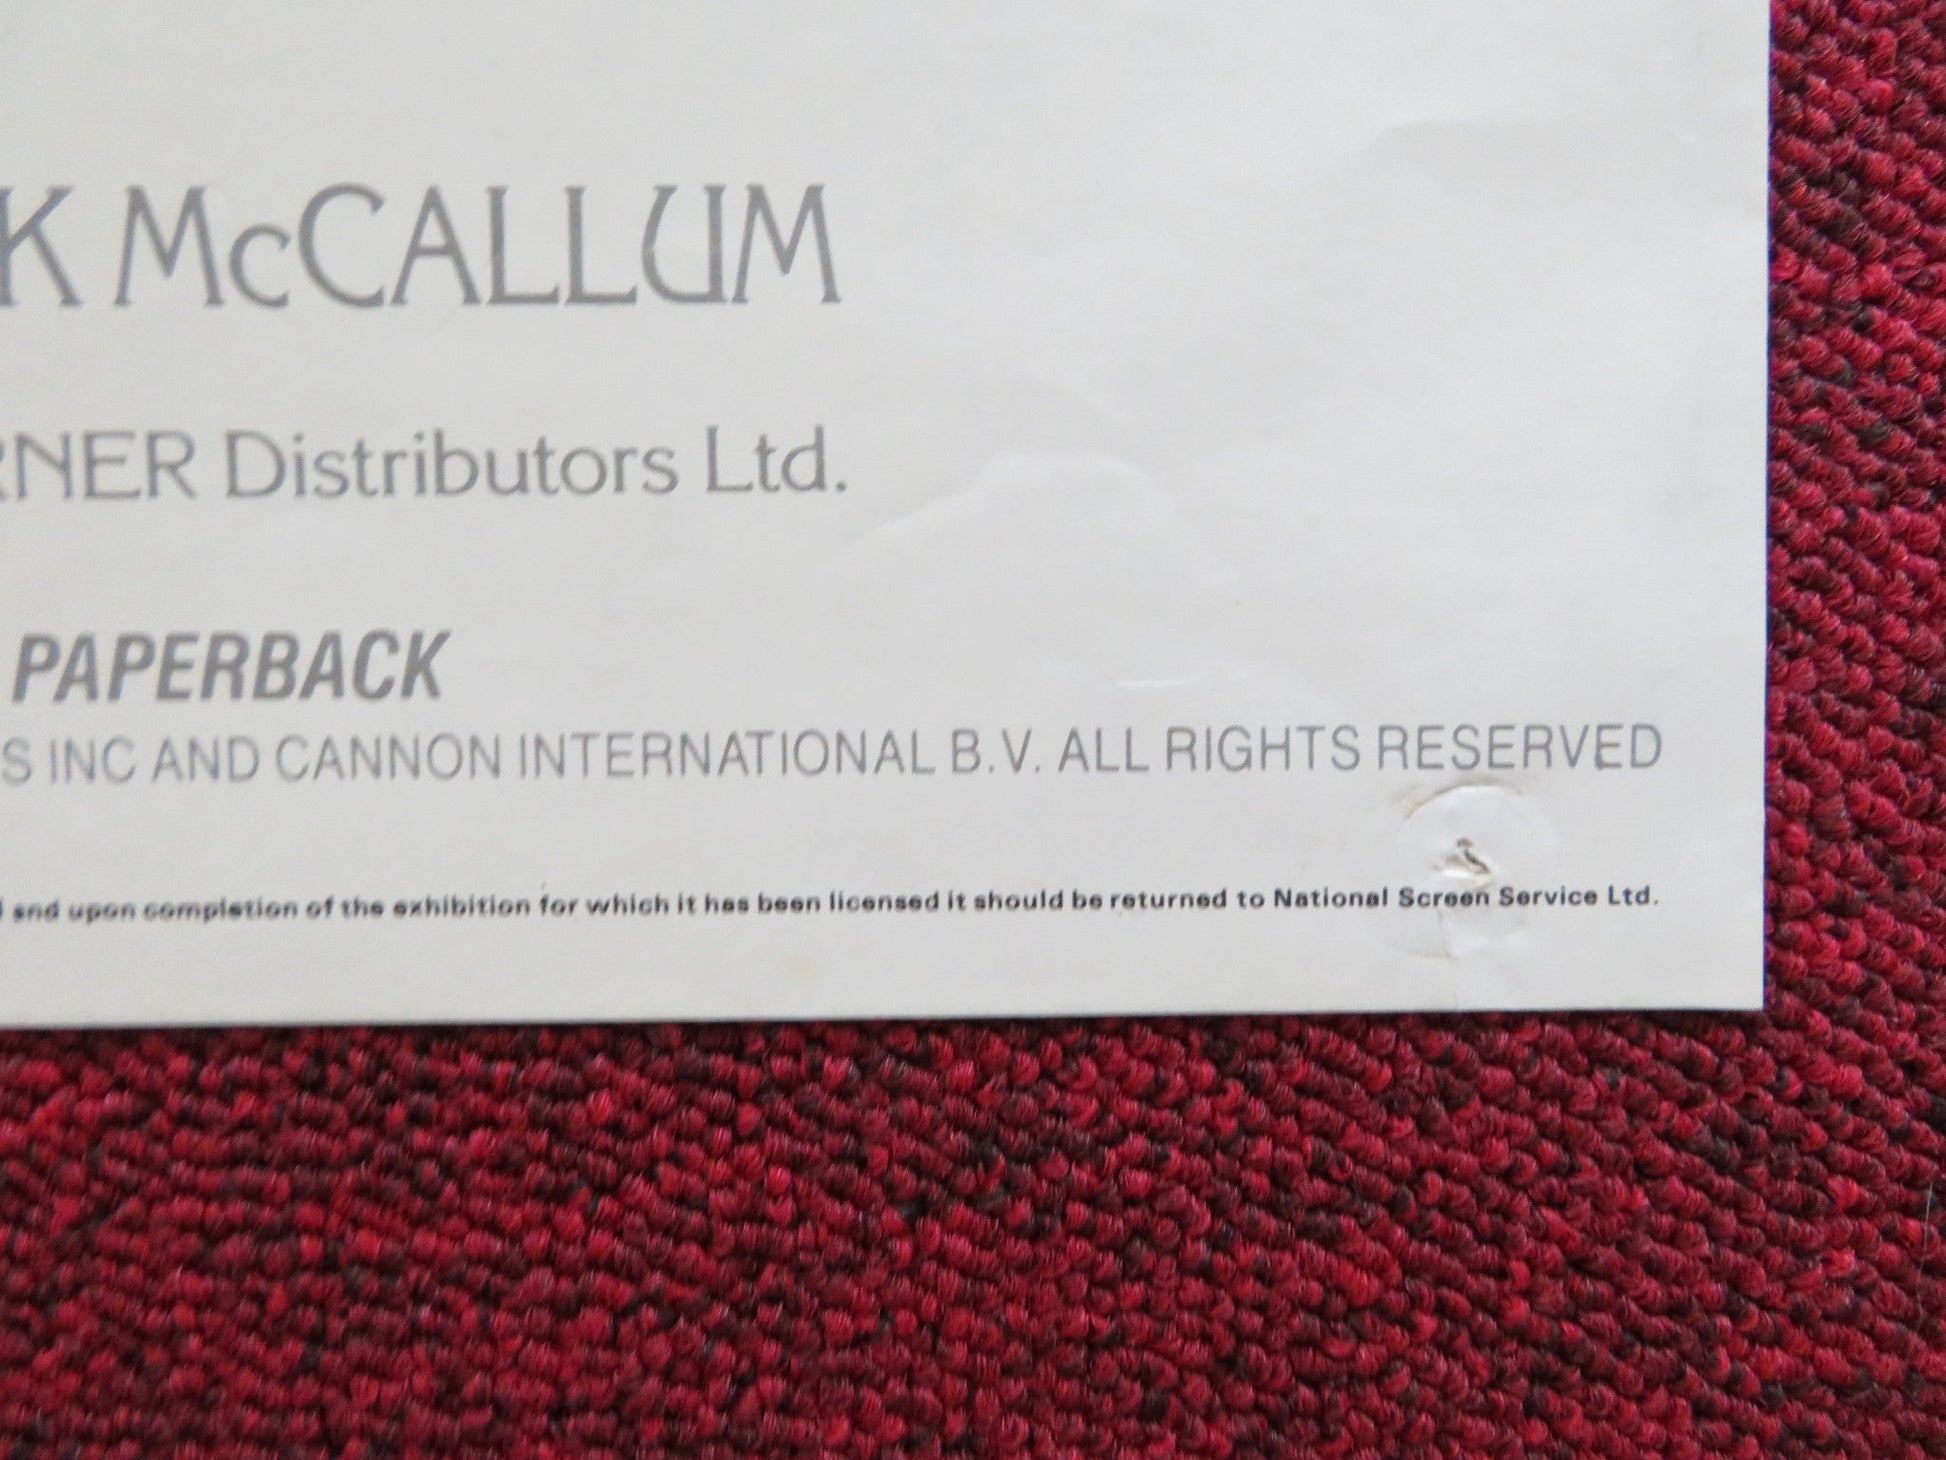 K McCALLUM
RNER Distributors Ltd.
PAPERBACK
S INC AND CANNON INTERNATIONAL B.V. ALL RIGHTS RESERVED
and upon completion of the exhibition for which it has been licensed it should be returned to National Screen Service Ltd.